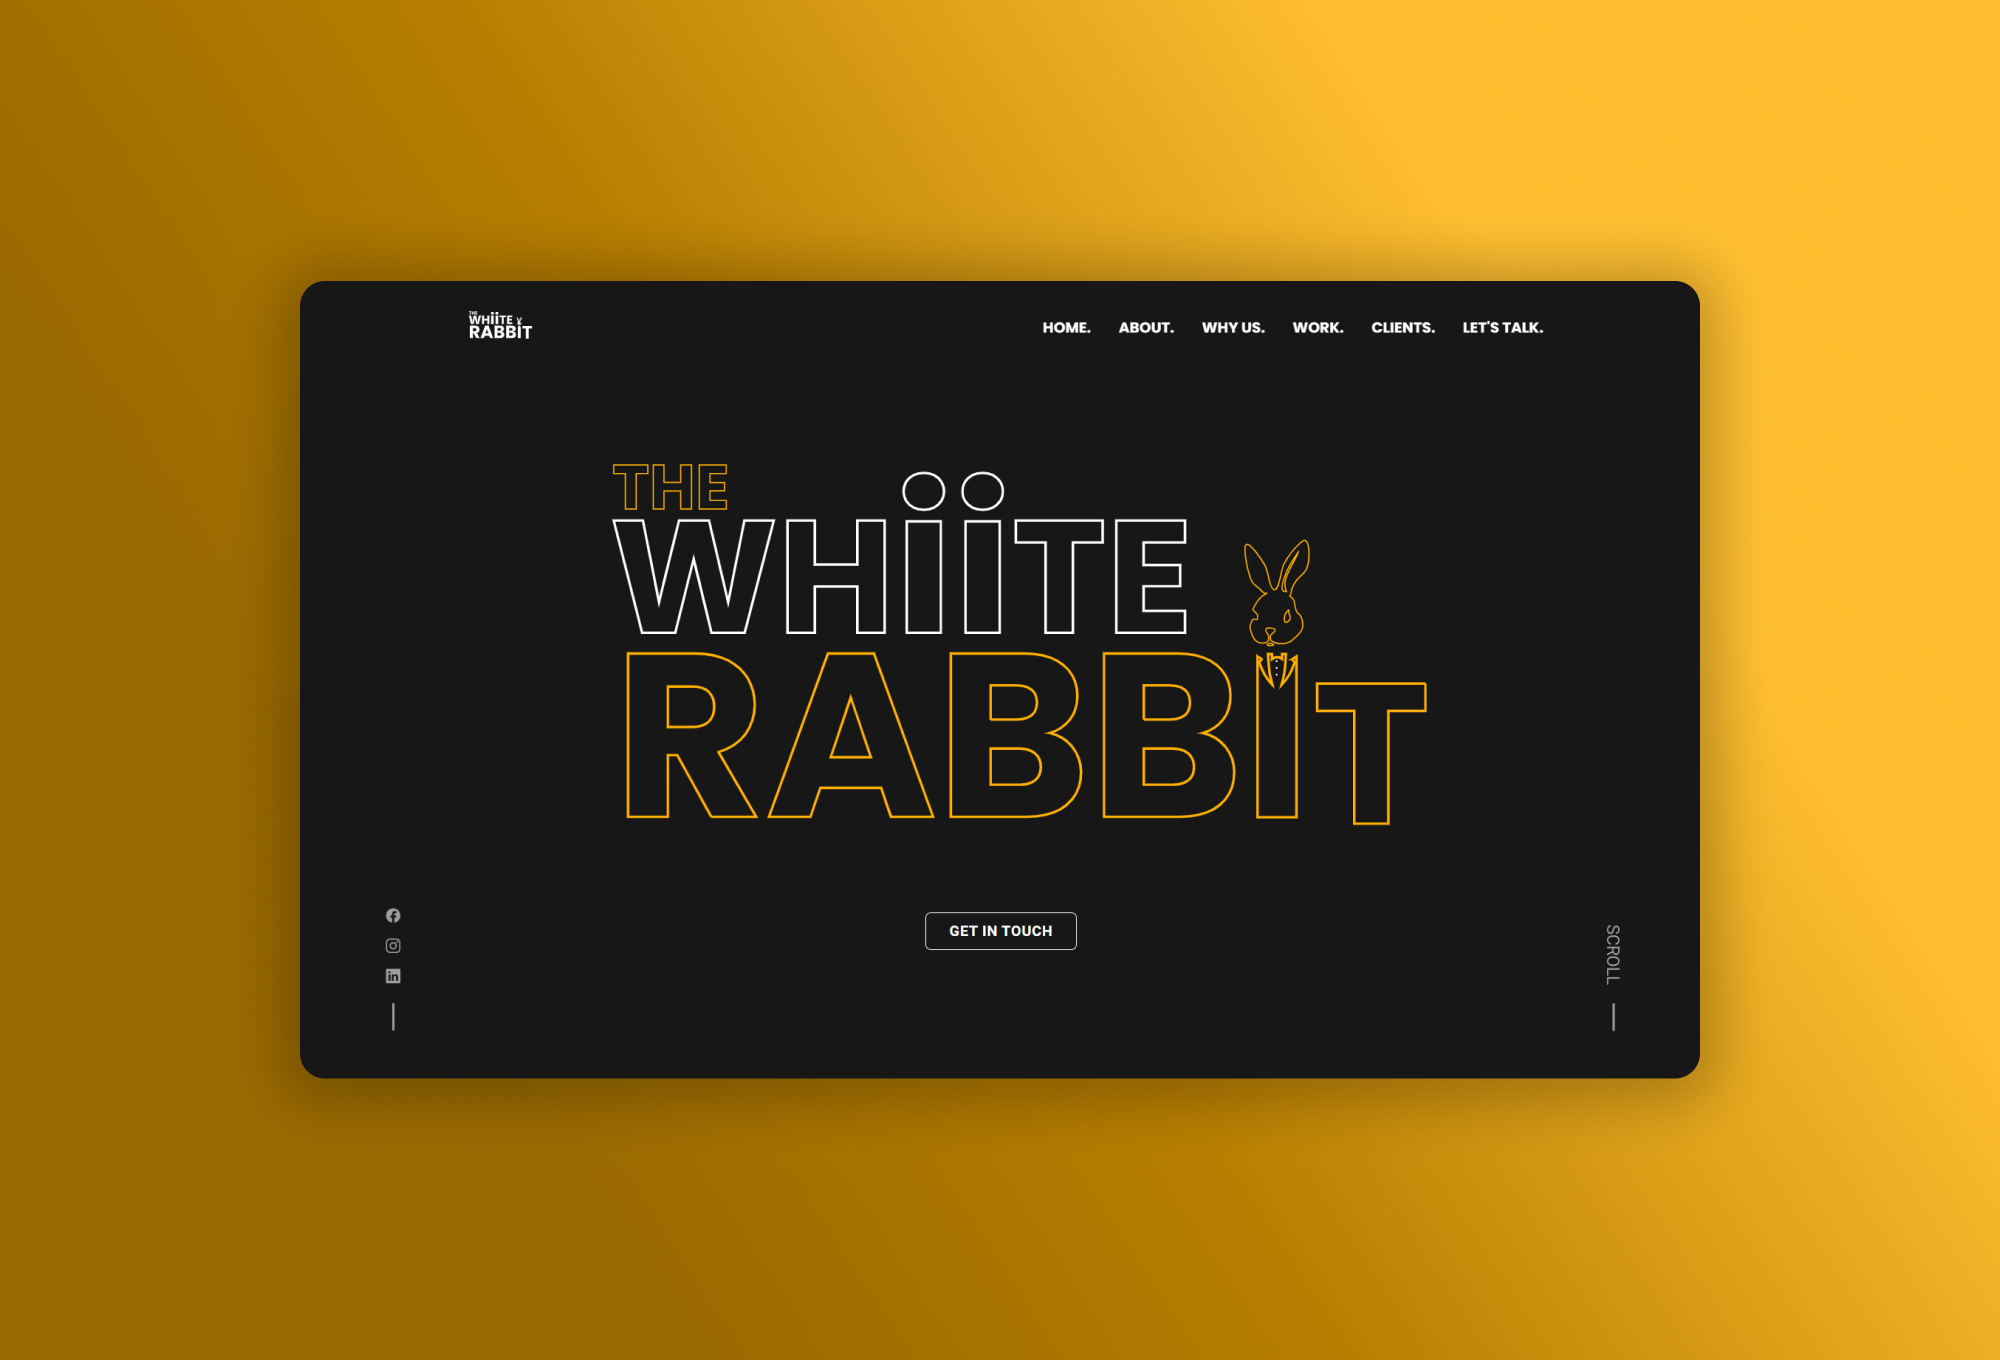 THE
WHiiTE
RABBIT
HOME. ABOUT. WHY US. WORK. CLIENTS. LET'S TALK.
THE
WHiiTE
RABBIT
GET IN TOUCH
SCROLL